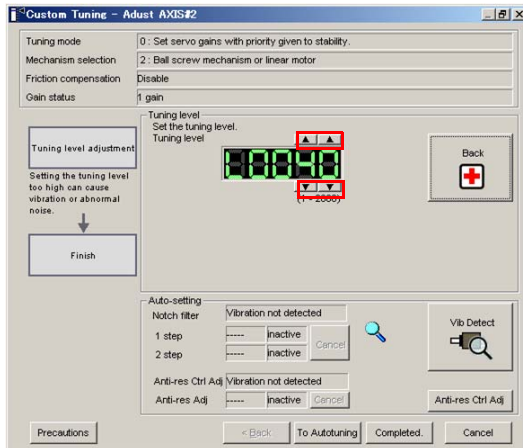 Custom Tuning - Adust AXIS#2
Tuning mode
0 : Set servo gains with priority given to stability.
Mechanism selection
2 : Ball screw mechanism or linear motor
Friction compensation
Disable
Gain status
1 gain
Tuning level adjustment
Setting the tuning level
too high can cause
vibration or abnormal
noise.
Finish
Tuning level
Set the tuning level.
Tuning level
(1 - 2000)
Back
Auto-setting
Notch filter
Vibration not detected
1 step
-----
inactive
Cancel
2 step
-----
inactive
Anti-res Ctrl Adj
Vibration not detected
Anti-res Adj
-----
inactive
Cancel
Vib Detect
Anti-res Ctrl Adj
Precautions
< Back
To Autotuning
Completed.
Cancel